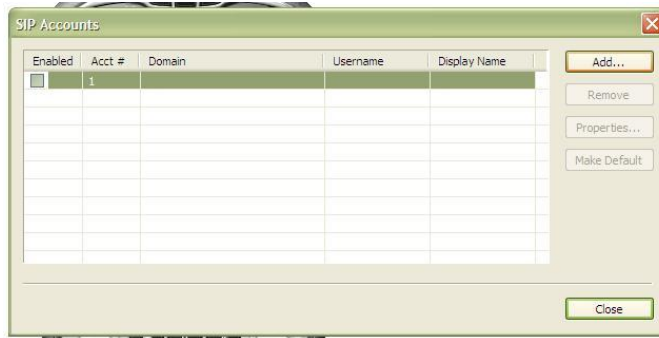 SIP Accounts
Enabled Acct # Domain Username Display Name
1
Add...
Remove
Properties...
Make Default
Close